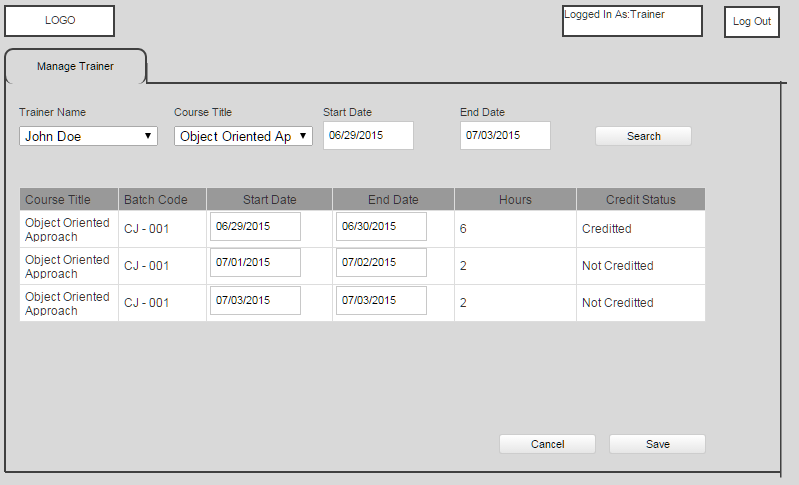 LOGO
Logged In As:Trainer
Log Out
Manage Trainer
Trainer Name
Course Title
Start Date
End Date
John Doe
Object Oriented Ap
06/29/2015
07/03/2015
Search
Course Title
Batch Code
Start Date
End Date
Hours
Credit Status
Object Oriented
Approach
CJ - 001
06/29/2015
06/30/2015
6
Creditted
Object Oriented
Approach
CJ - 001
07/01/2015
07/02/2015
2
Not Creditted
Object Oriented
Approach
CJ - 001
07/03/2015
07/03/2015
2
Not Creditted
Cancel
Save